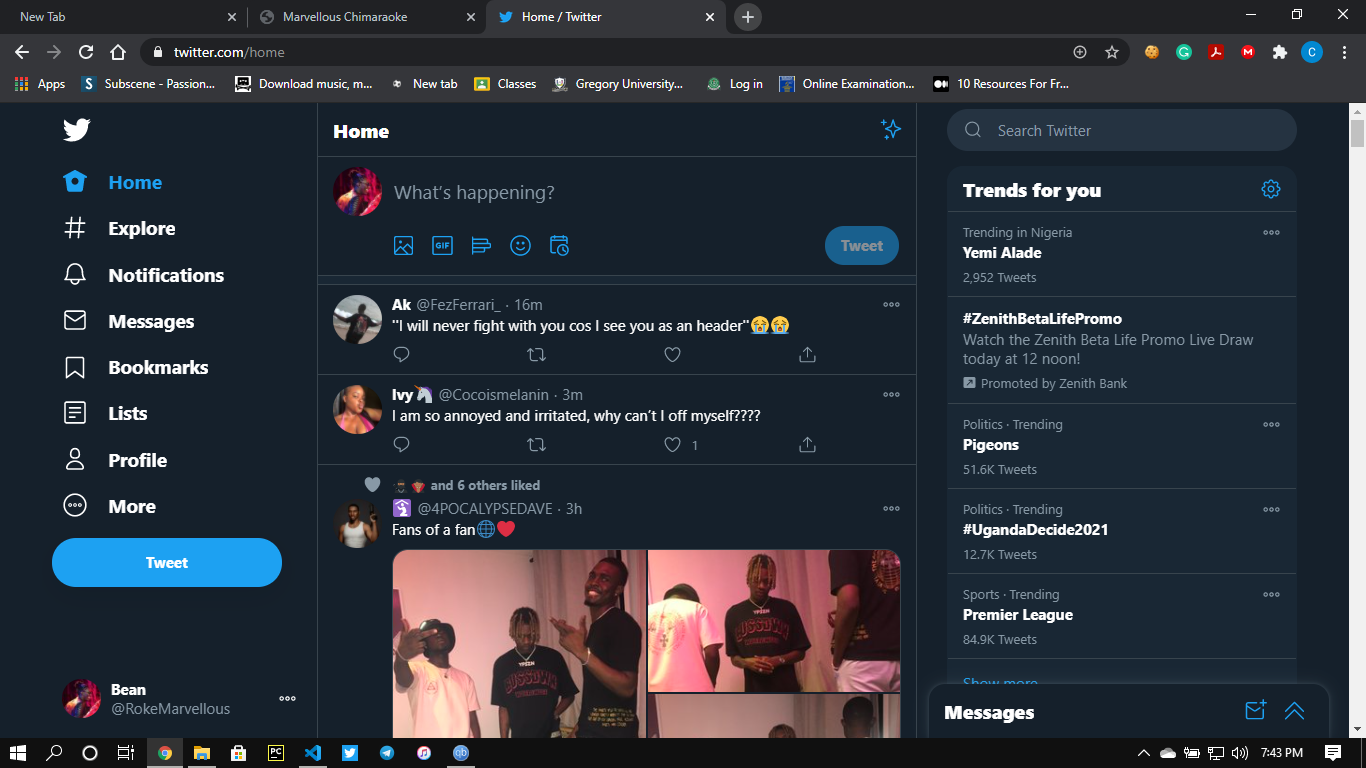 New Tab
Marvellous Chimaraoke
Home / Twitter
twitter.com/home
Apps
Subscene - Passion...
Download music, m...
New tab
Classes
Gregory University...
Log in
Online Examination...
10 Resources For Fr...
Home
Explore
Notifications
Messages
Bookmarks
Lists
Profile
More
Tweet
Bean
@RokeMarvellous
Home
What's happening?
GIF
Tweet
Ak @FezFerrari_ · 16m
"I will never fight with you cos I see you as an header"😭😭
Ivy🦄 @Cocoismelanin · 3m
I am so annoyed and irritated, why can't I off myself????
1
and 6 others liked
@4POCALYPSEDAVE · 3h
Fans of a fan🌐❤️
Search Twitter
Trends for you
Trending in Nigeria
Yemi Alade
2,952 Tweets
#ZenithBetaLifePromo
Watch the Zenith Beta Life Promo Live Draw
today at 12 noon!
Promoted by Zenith Bank
Politics · Trending
Pigeons
51.6K Tweets
Politics · Trending
#UgandaDecide2021
12.7K Tweets
Sports · Trending
Premier League
84.9K Tweets
Show more
Messages
7:43 PM